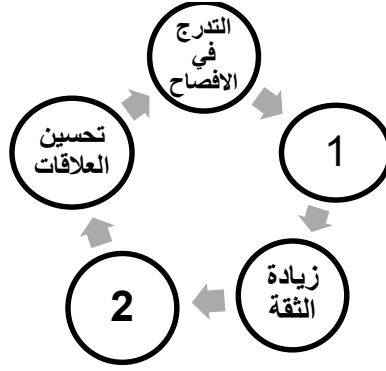 التدرج
في
الافصاح
1
زيادة
الثقة
2
تحسين
العلاقات